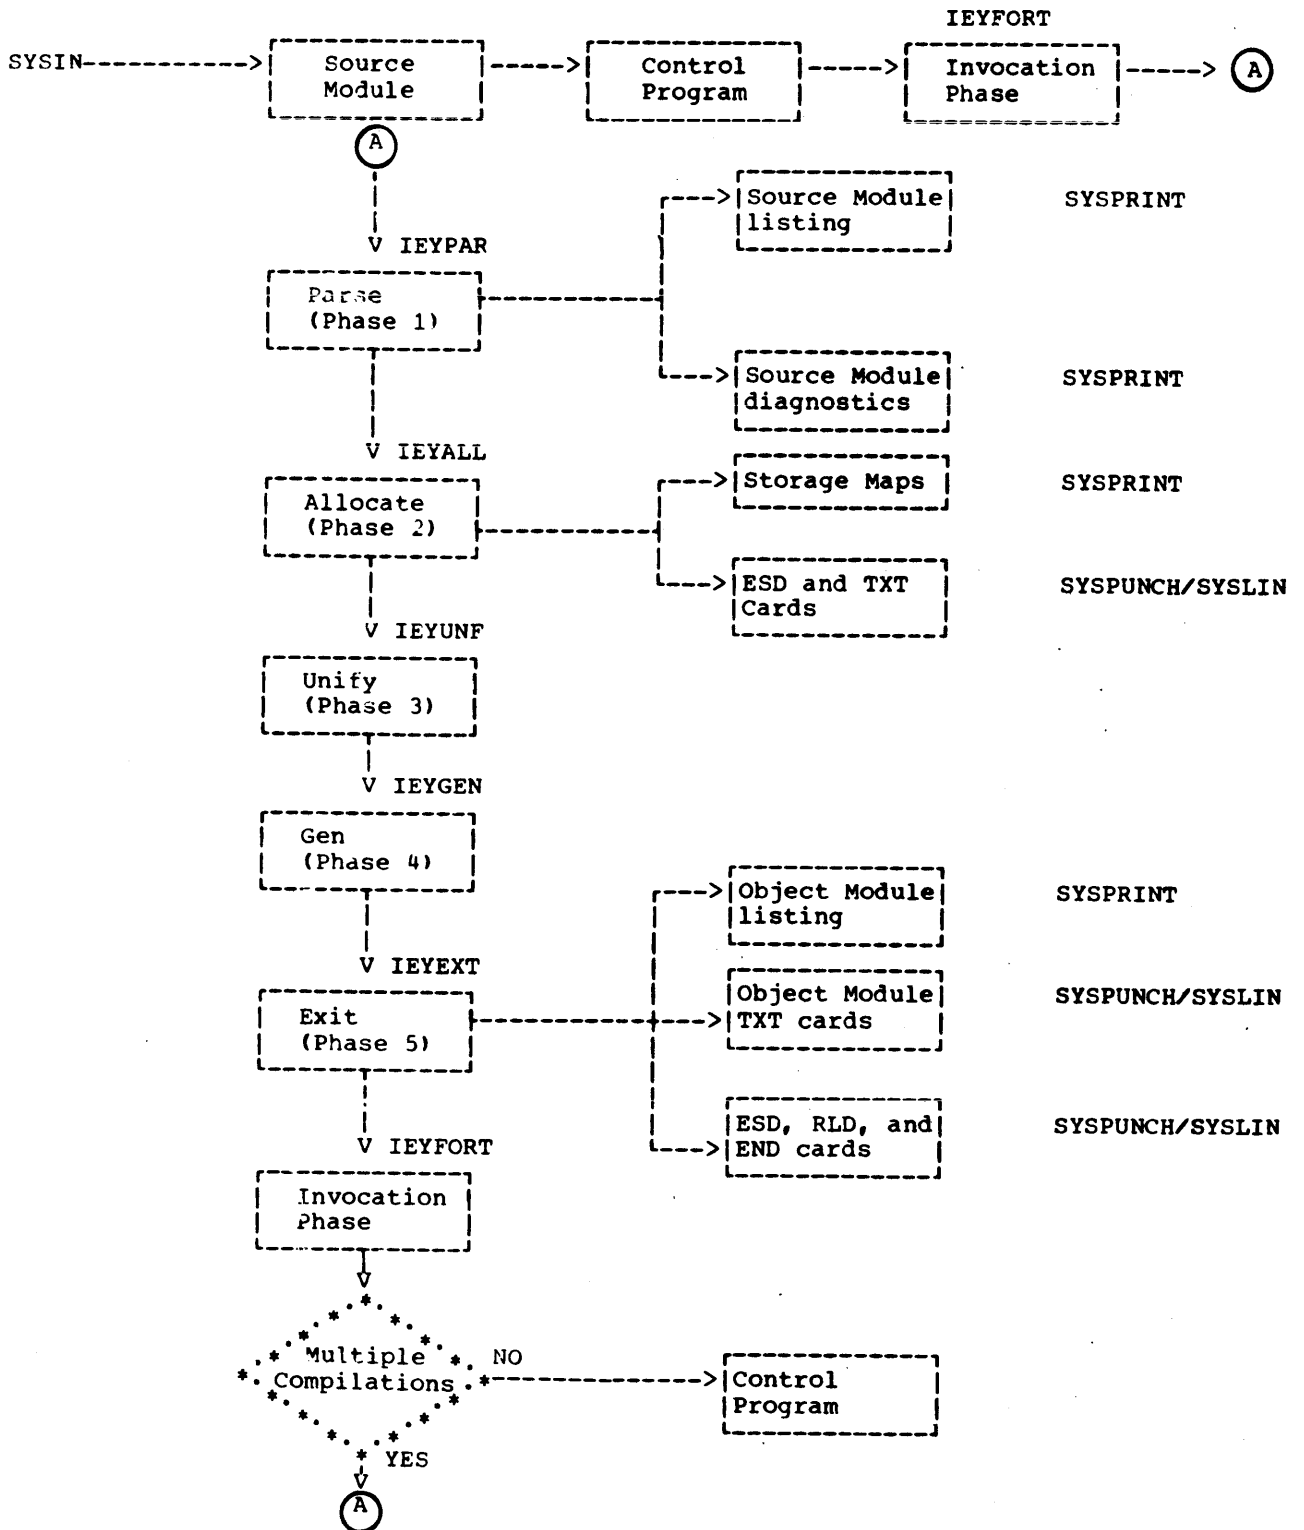 IEYFORT
SYSIN
Source
Module
Control
Program
Invocation
Phase
A
A
Source Module
listing
SYSPRINT
IEYPAR
Parse
(Phase 1)
Source Module
diagnostics
SYSPRINT
IEYALL
Storage Maps
SYSPRINT
Allocate
(Phase 2)
ESD and TXT
Cards
SYSPUNCH/SYSLIN
IEYUNF
Unify
(Phase 3)
IEYGEN
Gen
(Phase 4)
Object Module
listing
SYSPRINT
IEYEXT
Exit
(Phase 5)
Object Module
TXT cards
SYSPUNCH/SYSLIN
ESD, RLD, and
END cards
SYSPUNCH/SYSLIN
IEYFORT
Invocation
Phase
Multiple
Compilations
NO
Control
Program
YES
A